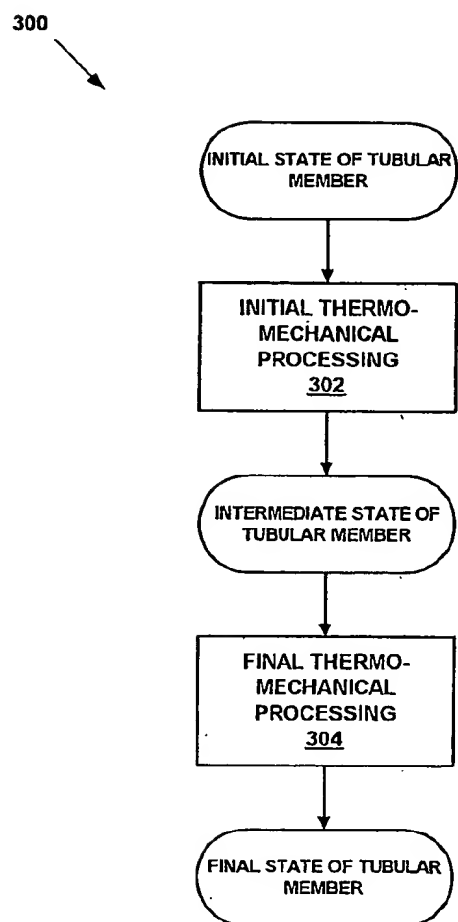 300
INITIAL STATE OF TUBULAR
MEMBER
INITIAL THERMO-
MECHANICAL
PROCESSING
302
INTERMEDIATE STATE OF
TUBULAR MEMBER
FINAL THERMO-
MECHANICAL
PROCESSING
304
FINAL STATE OF TUBULAR
MEMBER